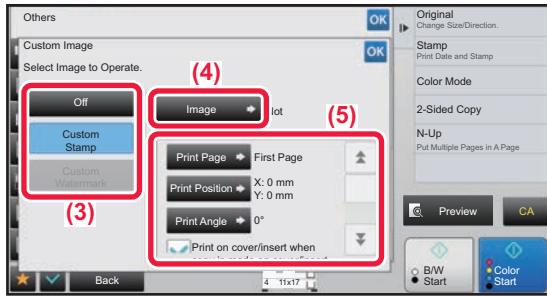 Others
OK
Custom Image
OK
Select Image to Operate.
(3)
Off
Custom
Stamp
Custom
Watermark
(4)
Image
(5)
Print Page
First Page
Print Position
X: 0 mm
Y: 0 mm
Print Angle
0°
Print on cover/insert when
Back
4 11x17
Original
Change Size/Direction.
Stamp
Print Date and Stamp
Color Mode
2-Sided Copy
N-Up
Put Multiple Pages in A Page
Preview
CA
B/W
Start
Color
Start